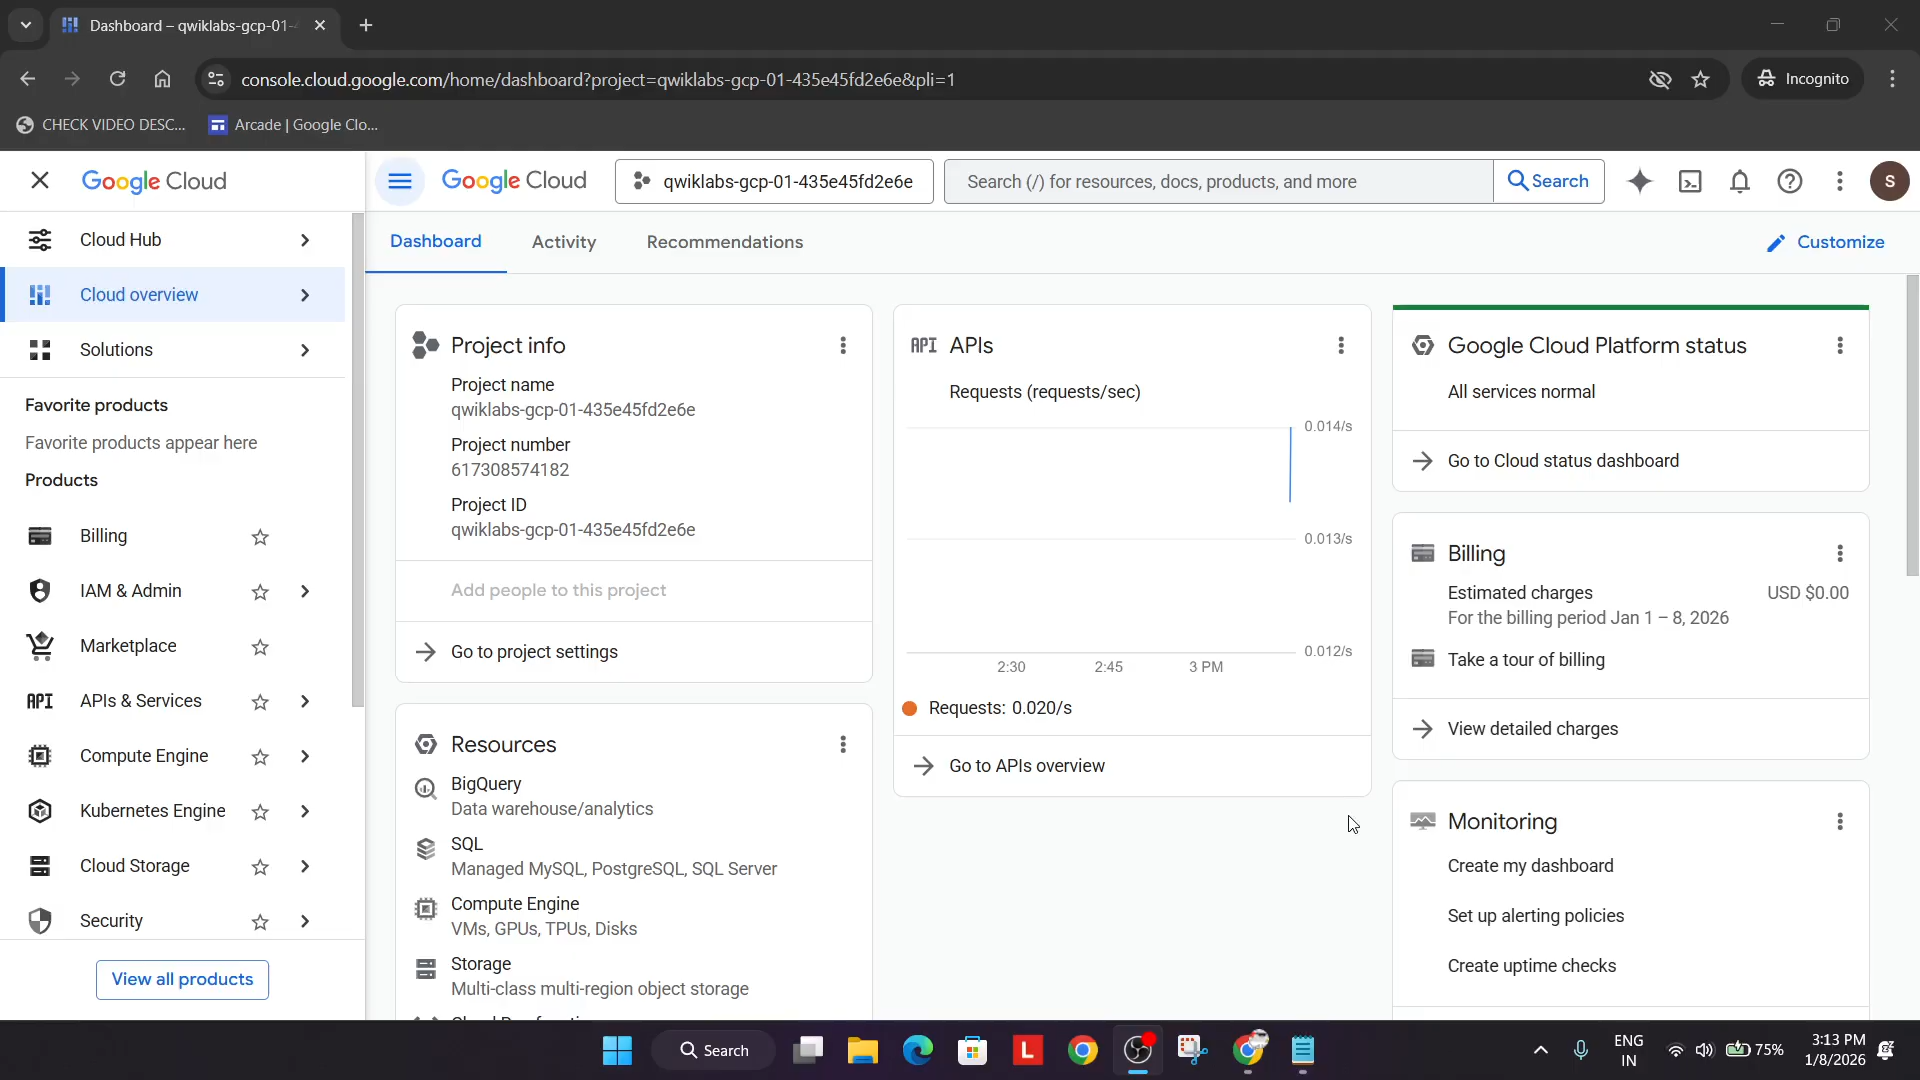 Dashboard – qwiklabs-gcp-01-
console.cloud.google.com/home/dashboard?project=qwiklabs-gcp-01-435e45fd2e6e&pli=1
Incognito
CHECK VIDEO DESC...
Arcade | Google Clo...
Google Cloud
Google Cloud
qwiklabs-gcp-01-435e45fd2e6e
Search (/) for resources, docs, products, and more
Search
S
Cloud Hub
Cloud overview
Solutions
Favorite products
Favorite products appear here
Products
Billing
IAM & Admin
Marketplace
API
APIs & Services
Compute Engine
Kubernetes Engine
Cloud Storage
Security
View all products
Dashboard
Activity
Recommendations
Customize
Project info
Project name
qwiklabs-gcp-01-435e45fd2e6e
Project number
617308574182
Project ID
qwiklabs-gcp-01-435e45fd2e6e
Add people to this project
Go to project settings
Resources
BigQuery
Data warehouse/analytics
SQL
Managed MySQL, PostgreSQL, SQL Server
Compute Engine
VMs, GPUs, TPUs, Disks
Storage
Multi-class multi-region object storage
API
APIs
Requests (requests/sec)
0.014/s
0.013/s
0.012/s
2:30
2:45
3 PM
Requests: 0.020/s
Go to APIs overview
Google Cloud Platform status
All services normal
Go to Cloud status dashboard
Billing
Estimated charges
USD $0.00
For the billing period Jan 1 – 8, 2026
Take a tour of billing
View detailed charges
Monitoring
Create my dashboard
Set up alerting policies
Create uptime checks
Search
L
ENG
IN
75%
3:13 PM
1/8/2026